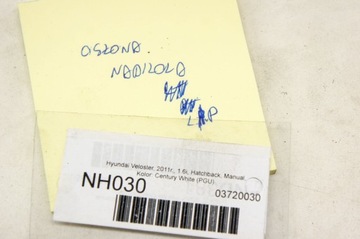 OSŁONA
NADKOLA
Hyundai Veloster, 2011r., 1.6i, Hatchback, Manual,
Kolor: Century White (PGU)
NH030
03720030